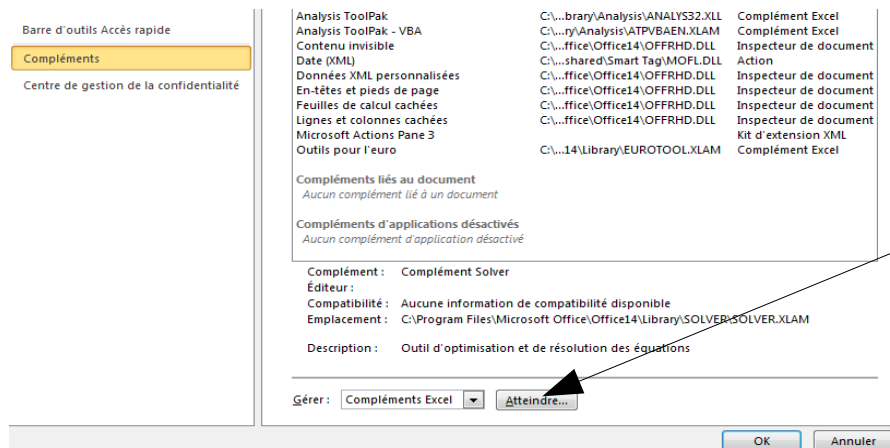 Barre d'outils Accès rapide
Compléments
Centre de gestion de la confidentialité
Analysis ToolPak C:\...brary\Analysis\ANALYS32.XLL Complément Excel
Analysis ToolPak - VBA C:\...ry\Analysis\ATPVBAEN.XLAM Complément Excel
Contenu invisible C:\...ffice\Office14\OFFRHD.DLL Inspecteur de document
Date (XML) C:\...shared\Smart Tag\MOFL.DLL Action
Données XML personnalisées C:\...ffice\Office14\OFFRHD.DLL Inspecteur de document
En-têtes et pieds de page C:\...ffice\Office14\OFFRHD.DLL Inspecteur de document
Feuilles de calcul cachées C:\...ffice\Office14\OFFRHD.DLL Inspecteur de document
Lignes et colonnes cachées C:\...ffice\Office14\OFFRHD.DLL Inspecteur de document
Microsoft Actions Pane 3 Kit d'extension XML
Outils pour l'euro C:\...14\Library\EUROTOOL.XLAM Complément Excel
Compléments liés au document
Aucun complément lié à un document
Compléments d'applications désactivés
Aucun complément d'application désactivé
Complément : Complément Solver
Éditeur :
Compatibilité : Aucune information de compatibilité disponible
Emplacement : C:\Program Files\Microsoft Office\Office14\Library\SOLVER\SOLVER.XLAM
Description : Outil d'optimisation et de résolution des équations
Gérer : Compléments Excel Atteindre...
OK Annuler